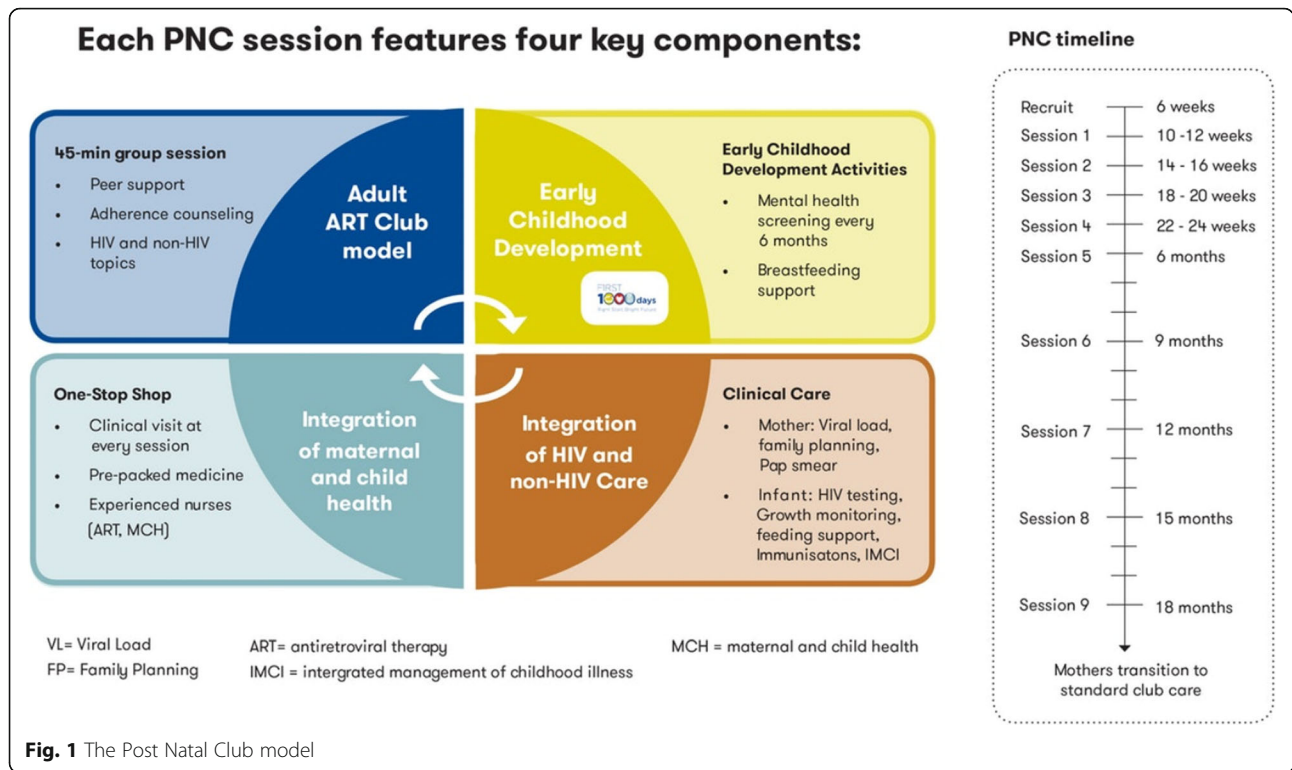 Each PNC session features four key components:
45-min group session
• Peer support
• Adherence counseling
• HIV and non-HIV
topics
Adult
ART Club
model
Early
Childhood
Development
FIRST
1000 days
Early Childhood
Development Activities
• Mental health
screening every
6 months
• Breastfeeding
support
One-Stop Shop
• Clinical visit at
every session
• Pre-packed medicine
• Experienced nurses
(ART, MCH)
Integration
of maternal
and child
health
Integration
of HIV and
non-HIV Care
Clinical Care
• Mother: Viral load,
family planning,
Pap smear
• Infant: HIV testing,
Growth monitoring,
feeding support,
Immunisatons, IMCI
VL= Viral Load
FP= Family Planning
ART= antiretroviral therapy
IMCI = intergrated management of childhood illness
MCH = maternal and child health
PNC timeline
Recruit 6 weeks
Session 1 10 -12 weeks
Session 2 14 - 16 weeks
Session 3 18 - 20 weeks
Session 4 22 - 24 weeks
Session 5 6 months
Session 6 9 months
Session 7 12 months
Session 8 15 months
Session 9 18 months
Mothers transition to
standard club care
Fig. 1 The Post Natal Club model